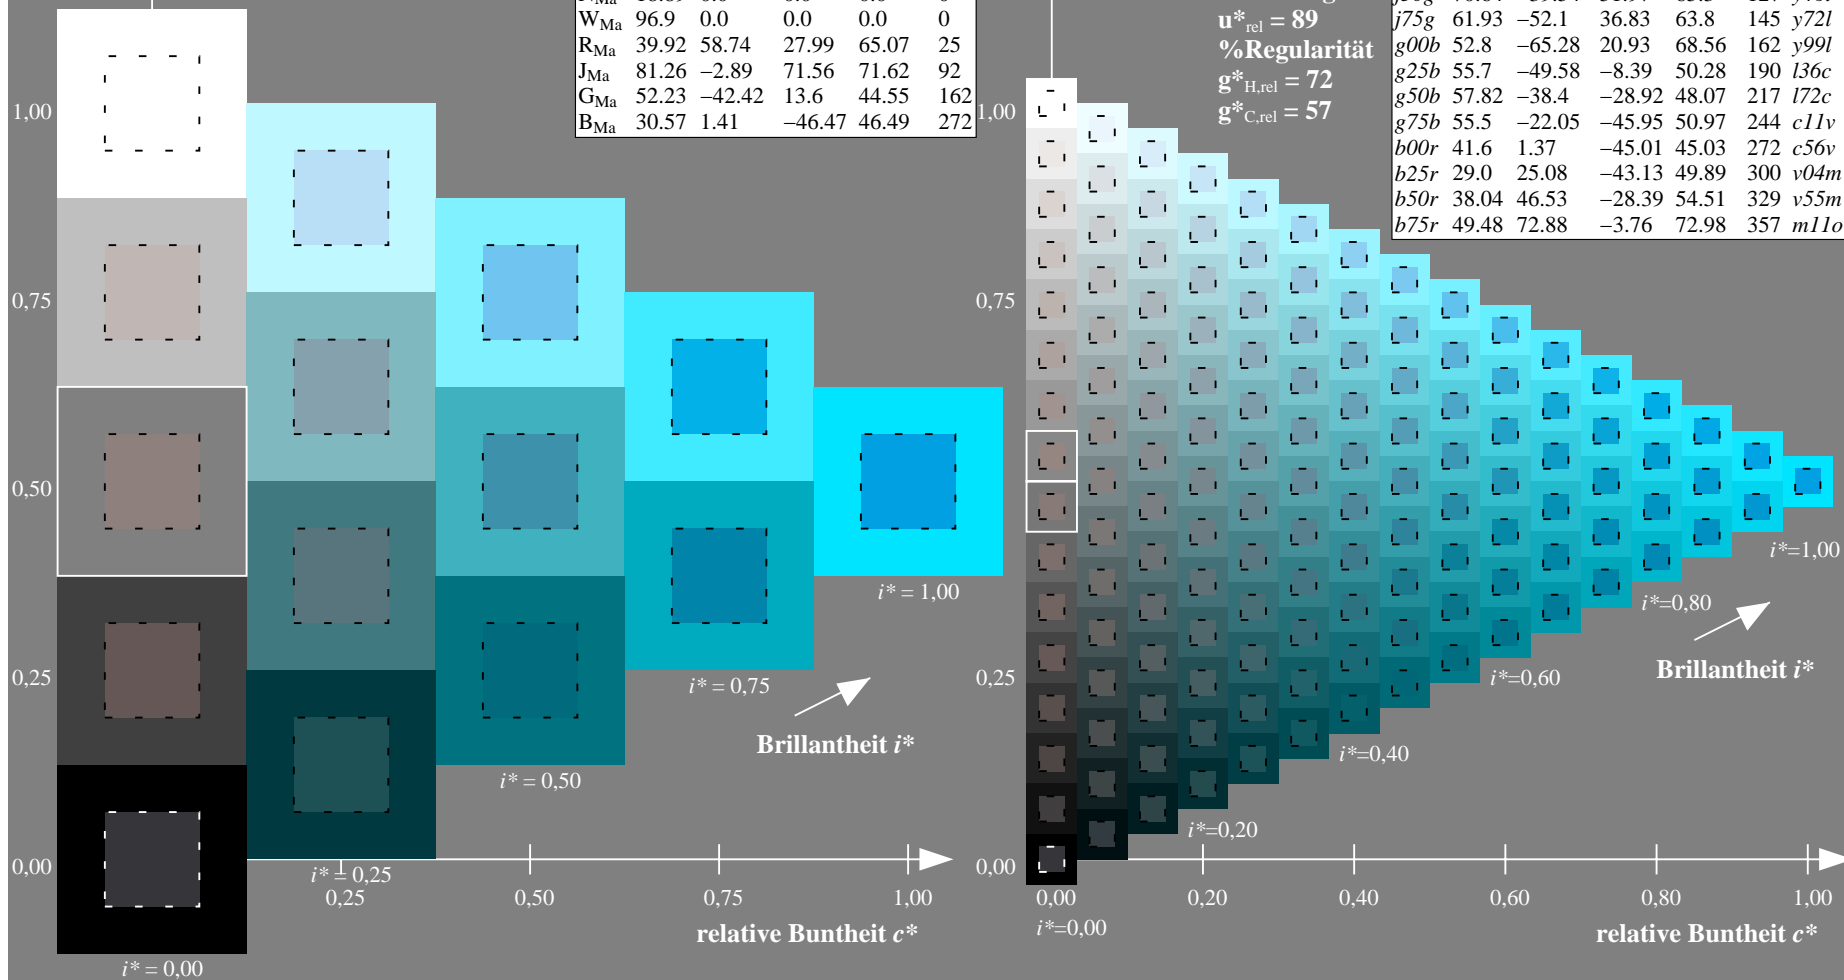 W_Ma 96.9 0.0 0.0 0.0 0
R_Ma 39.92 58.74 27.99 65.07 25
J_Ma 81.26 −2.89 71.56 71.62 92
G_Ma 52.23 −42.42 13.6 44.55 162
B_Ma 30.57 1.41 −46.47 46.49 272
1,00
0,75
0,50
0,25
0,00
i* = 1,00
i* = 0,75
Brillantheit i*
i* = 0,50
i* = 0,25
0,25 0,50 0,75 1,00
relative Buntheit c*
i* = 0,00
u*rel = 89
%Regularität
g*H,rel = 72
g*C,rel = 57
j75g 61.93 −52.1 36.83 63.8 145 y72l
g00b 52.8 −65.28 20.93 68.56 162 y99l
g25b 55.7 −49.58 −8.39 50.28 190 l36c
g50b 57.82 −38.4 −28.92 48.07 217 l72c
g75b 55.5 −22.05 −45.95 50.97 244 c11v
b00r 41.6 1.37 −45.01 45.03 272 c56v
b25r 29.0 25.08 −43.13 49.89 300 v04m
b50r 38.04 46.53 −28.39 54.51 329 v55m
b75r 49.48 72.88 −3.76 72.98 357 m11o
1,00
0,75
0,50
0,25
0,00
i*=1,00
i*=0,80
Brillantheit i*
i*=0,60
i*=0,40
i*=0,20
0,00 0,20 0,40 0,60 0,80 1,00
i*=0,00
relative Buntheit c*